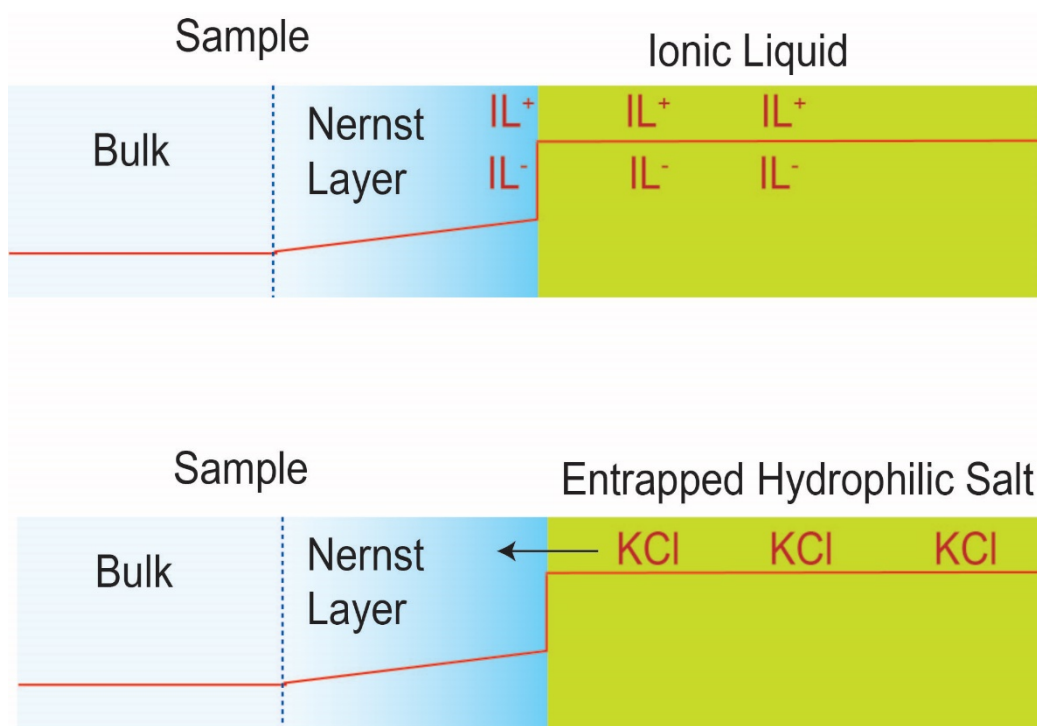 Sample
Ionic Liquid
Bulk
Nernst
Layer
IL⁺ IL⁺ IL⁺
IL⁻ IL⁻ IL⁻
Sample
Entrapped Hydrophilic Salt
Bulk
Nernst
Layer
KCl KCl KCl